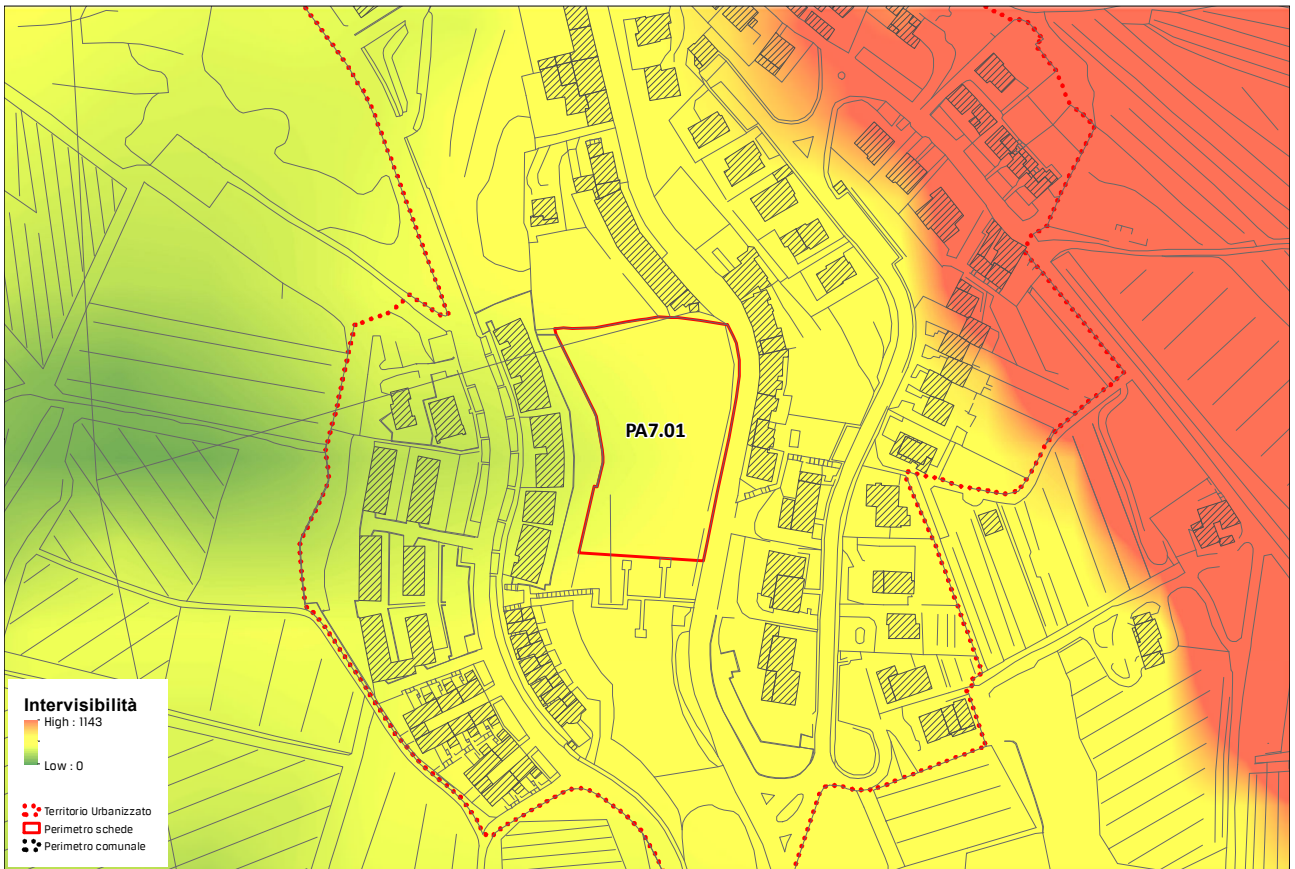 PA7.01
Intervisibilità
High : 1143
Low : 0
Territorio Urbanizzato
Perimetro schede
Perimetro comunale